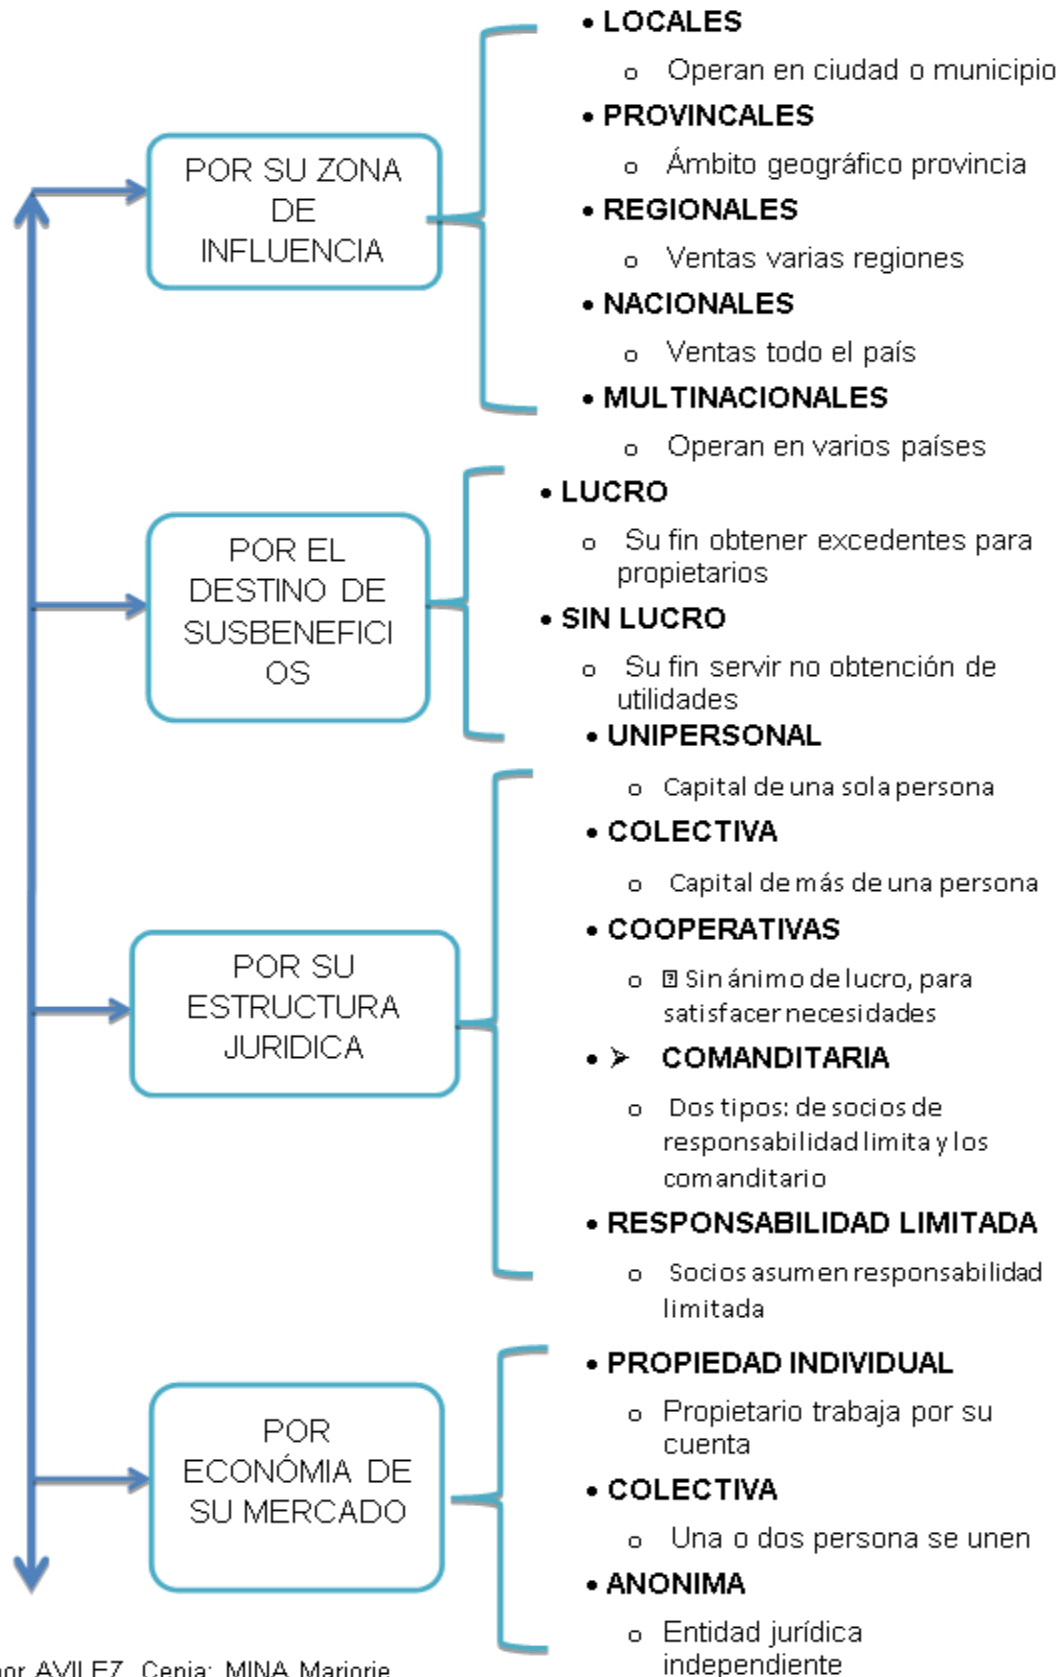 • LOCALES
o Operan en ciudad o municipio
• PROVINCALES
o Ámbito geográfico provincia
• REGIONALES
o Ventas varias regiones
• NACIONALES
o Ventas todo el país
• MULTINACIONALES
o Operan en varios países
POR SU ZONA
DE
INFLUENCIA
• LUCRO
o Su fin obtener excedentes para
propietarios
• SIN LUCRO
o Su fin servir no obtención de
utilidades
POR EL
DESTINO DE
SUSBENEFICI
OS
• UNIPERSONAL
o Capital de una sola persona
• COLECTIVA
o Capital de más de una persona
• COOPERATIVAS
o Sin ánimo de lucro, para
satisfacer necesidades
• ➢ COMANDITARIA
o Dos tipos: de socios de
responsabilidad limita y los
comanditario
• RESPONSABILIDAD LIMITADA
o Socios asumen responsabilidad
limitada
POR SU
ESTRUCTURA
JURIDICA
• PROPIEDAD INDIVIDUAL
o Propietario trabaja por su
cuenta
• COLECTIVA
o Una o dos persona se unen
• ANONIMA
o Entidad jurídica
independiente
POR
ECONÓMIA DE
SU MERCADO
por AVILEZ, Cenia; MINA Marjorie